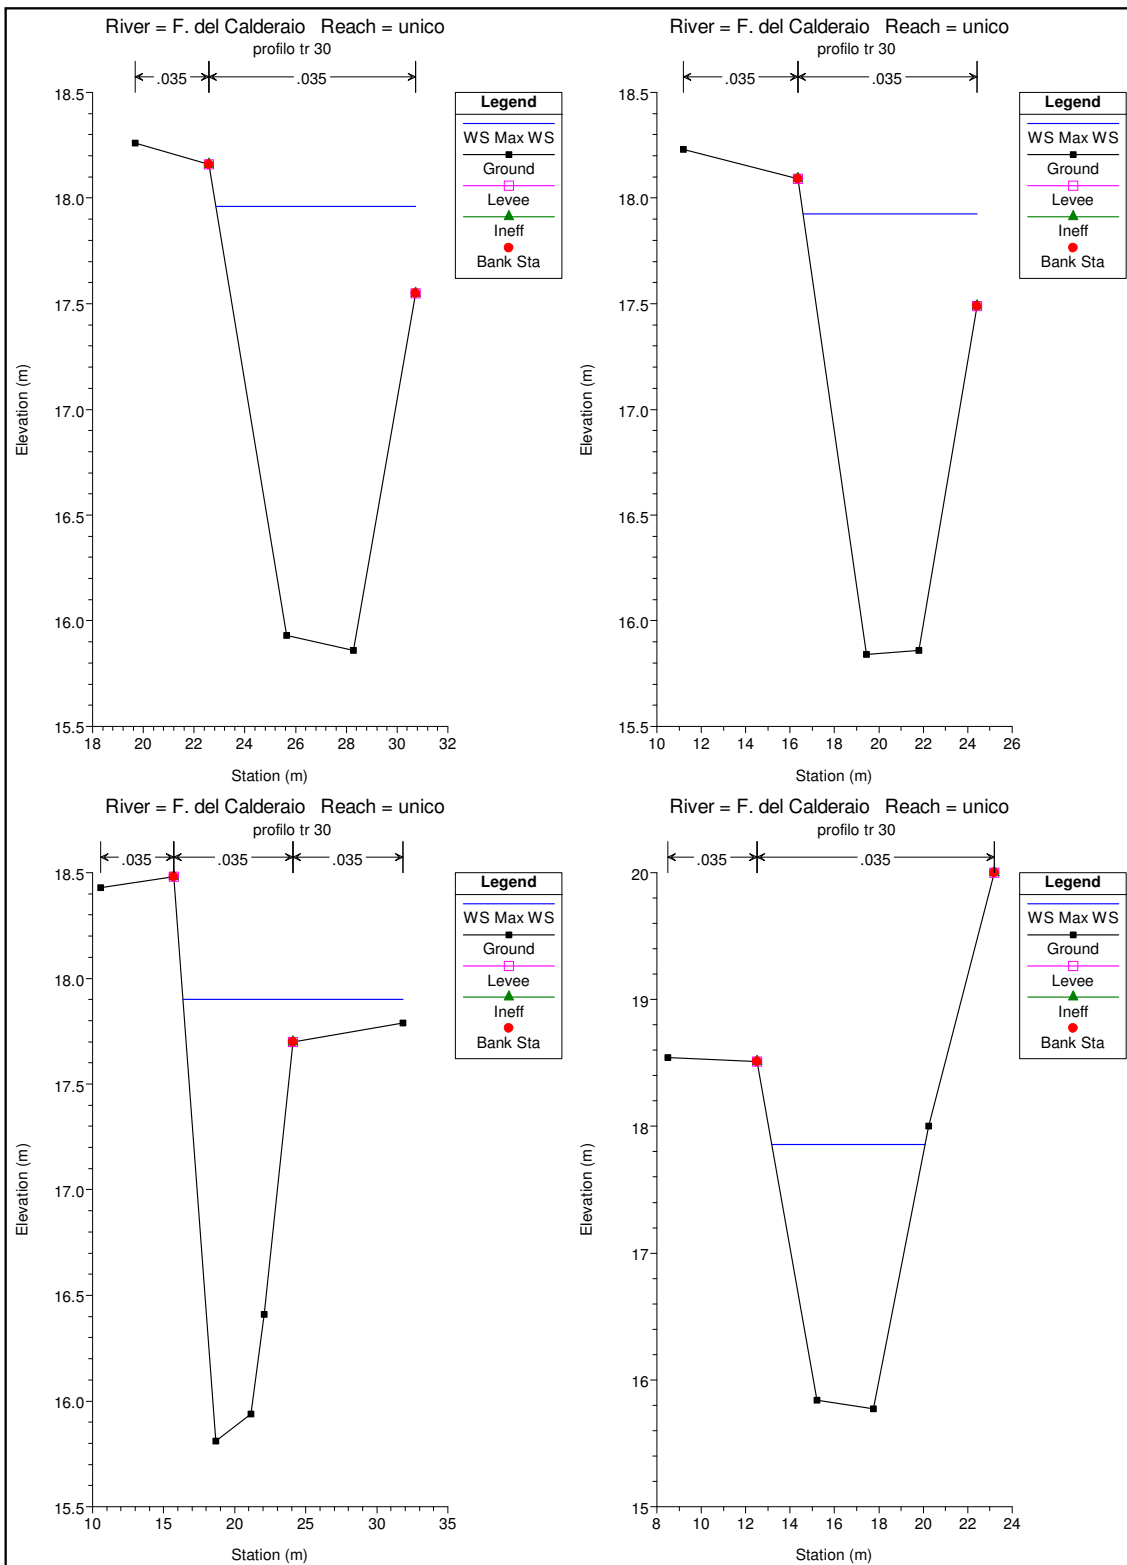 River = F. del Calderaio   Reach = unico
profilo tr 30
.035
.035
Legend
WS Max WS
Ground
Levee
Ineff
Bank Sta
18.5
18.0
17.5
17.0
16.5
16.0
15.5
18 20 22 24 26 28 30 32
Elevation (m)
Station (m)
River = F. del Calderaio   Reach = unico
profilo tr 30
.035
.035
Legend
WS Max WS
Ground
Levee
Ineff
Bank Sta
18.5
18.0
17.5
17.0
16.5
16.0
15.5
10 12 14 16 18 20 22 24 26
Elevation (m)
Station (m)
River = F. del Calderaio   Reach = unico
profilo tr 30
.035
.035
.035
Legend
WS Max WS
Ground
Levee
Ineff
Bank Sta
18.5
18.0
17.5
17.0
16.5
16.0
15.5
10 15 20 25 30 35
Elevation (m)
Station (m)
River = F. del Calderaio   Reach = unico
profilo tr 30
.035
.035
Legend
WS Max WS
Ground
Levee
Ineff
Bank Sta
20
19
18
17
16
15
8 10 12 14 16 18 20 22 24
Elevation (m)
Station (m)